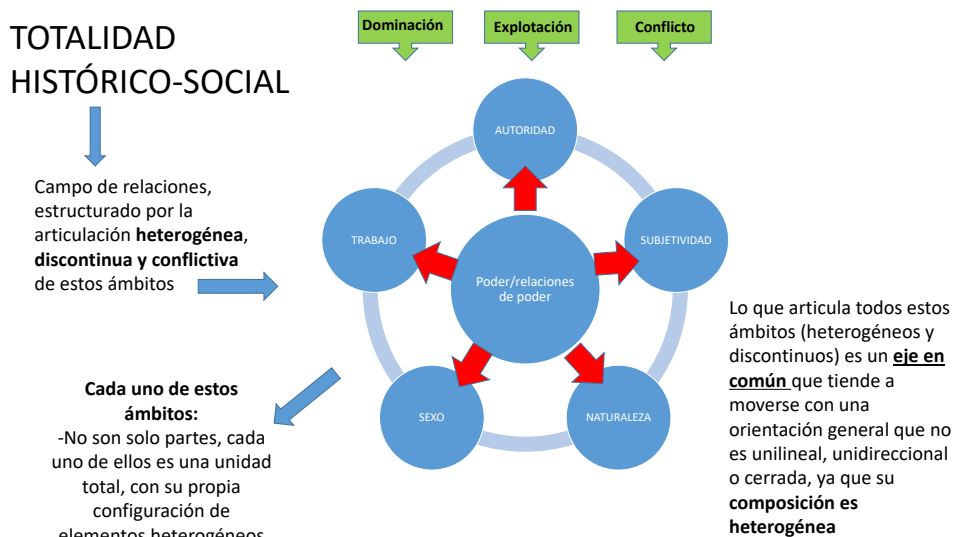 TOTALIDAD
HISTÓRICO-SOCIAL
Dominación
Explotación
Conflicto
Campo de relaciones,
estructurado por la
articulación heterogénea,
discontinua y conflictiva
de estos ámbitos
AUTORIDAD
TRABAJO
SUBJETIVIDAD
Poder/relaciones
de poder
SEXO
NATURALEZA
Cada uno de estos
ámbitos:
-No son solo partes, cada
uno de ellos es una unidad
total, con su propia
configuración de
elementos heterogéneos
Lo que articula todos estos
ámbitos (heterogéneos y
discontinuos) es un eje en
común que tiende a
moverse con una
orientación general que no
es unilineal, unidireccional
o cerrada, ya que su
composición es
heterogénea